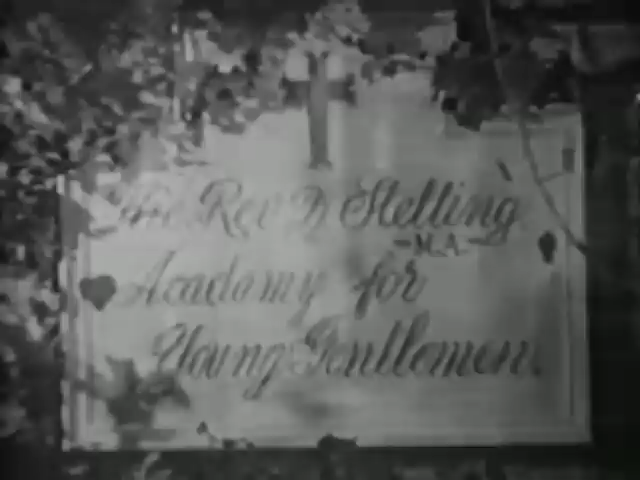 The Rev D Stelling
-M.A-
Academy for
Young Gentlemen.